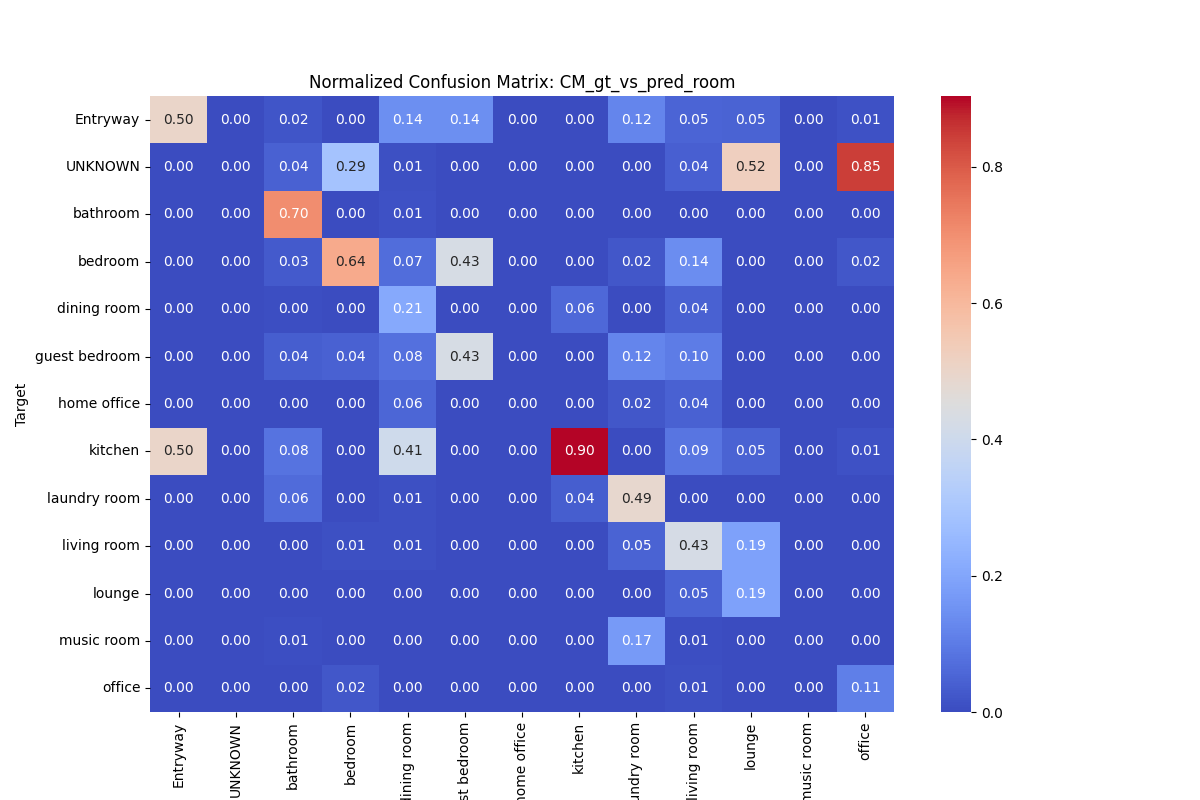 Normalized Confusion Matrix: CM_gt_vs_pred_room
Entryway 0.50 0.00 0.02 0.00 0.14 0.14 0.00 0.00 0.12 0.05 0.05 0.00 0.01
UNKNOWN 0.00 0.00 0.04 0.29 0.01 0.00 0.00 0.00 0.00 0.04 0.52 0.00 0.85
bathroom 0.00 0.00 0.70 0.00 0.01 0.00 0.00 0.00 0.00 0.00 0.00 0.00 0.00
bedroom 0.00 0.00 0.03 0.64 0.07 0.43 0.00 0.00 0.02 0.14 0.00 0.00 0.02
dining room 0.00 0.00 0.00 0.00 0.21 0.00 0.00 0.06 0.00 0.04 0.00 0.00 0.00
guest bedroom 0.00 0.00 0.04 0.04 0.08 0.43 0.00 0.00 0.12 0.10 0.00 0.00 0.00
home office 0.00 0.00 0.00 0.00 0.06 0.00 0.00 0.00 0.02 0.04 0.00 0.00 0.00
kitchen 0.50 0.00 0.08 0.00 0.41 0.00 0.00 0.90 0.00 0.09 0.05 0.00 0.01
laundry room 0.00 0.00 0.06 0.00 0.01 0.00 0.00 0.04 0.49 0.00 0.00 0.00 0.00
living room 0.00 0.00 0.00 0.01 0.01 0.00 0.00 0.00 0.05 0.43 0.19 0.00 0.00
lounge 0.00 0.00 0.00 0.00 0.00 0.00 0.00 0.00 0.00 0.05 0.19 0.00 0.00
music room 0.00 0.00 0.01 0.00 0.00 0.00 0.00 0.00 0.17 0.01 0.00 0.00 0.00
office 0.00 0.00 0.00 0.02 0.00 0.00 0.00 0.00 0.00 0.01 0.00 0.00 0.11
Target
Entryway
UNKNOWN
bathroom
bedroom
dining room
st bedroom
home office
kitchen
undry room
living room
lounge
music room
office
0.8
0.6
0.4
0.2
0.0